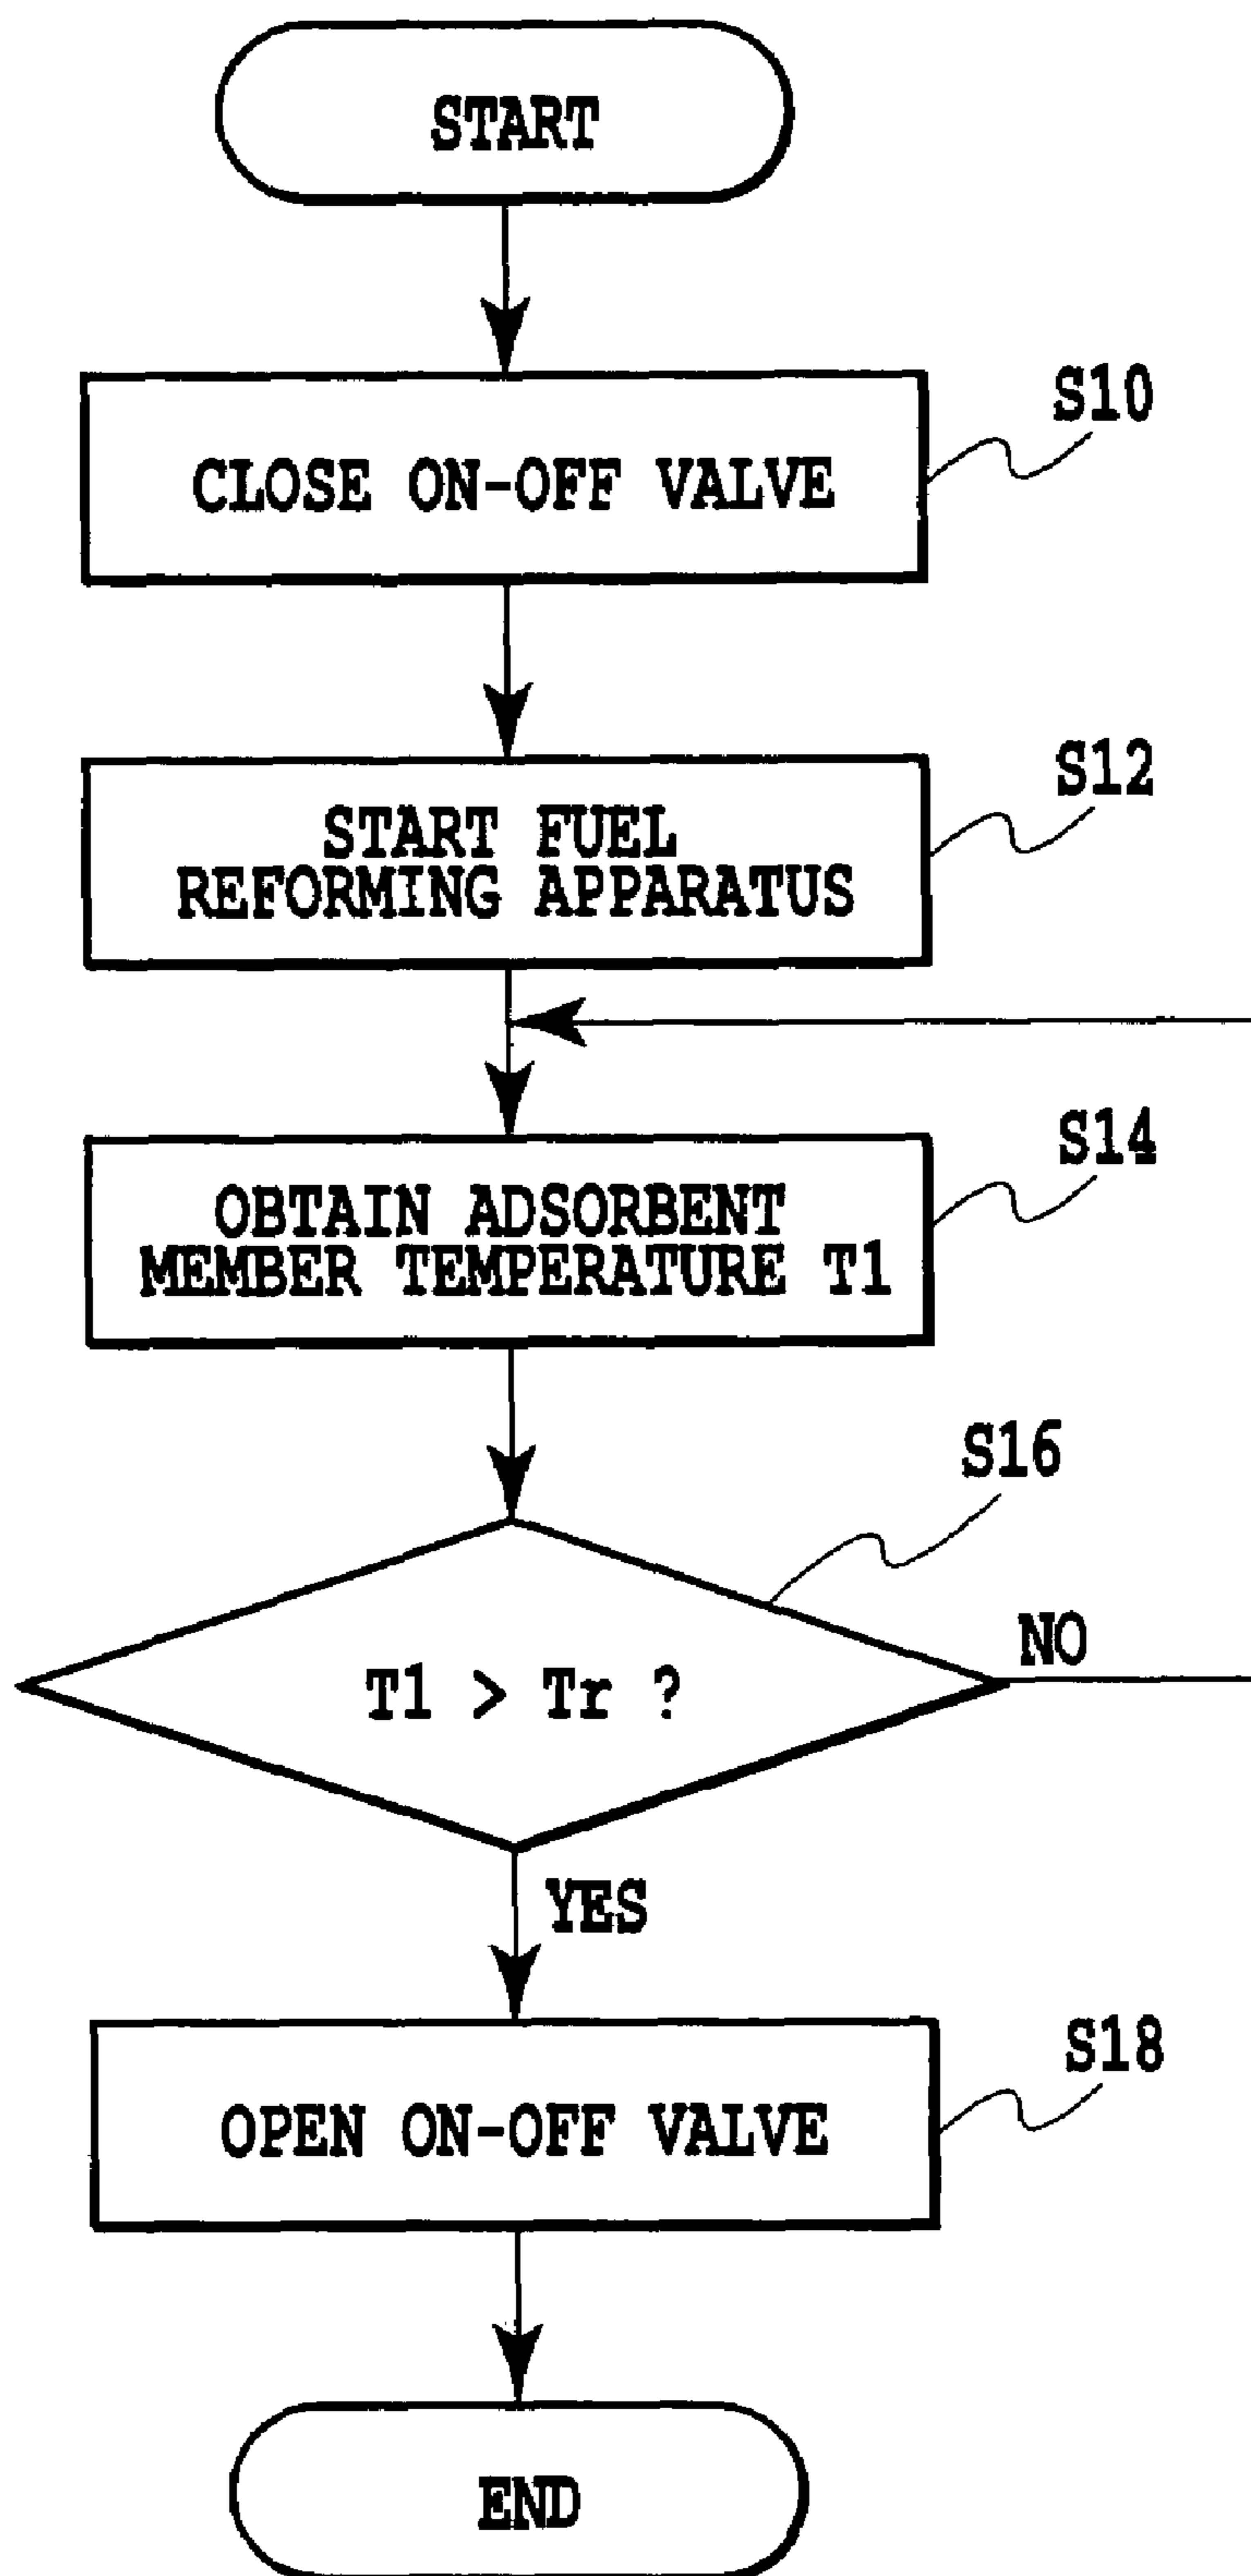 START
S10
CLOSE ON-OFF VALVE
S12
START FUEL
REFORMING APPARATUS
S14
OBTAIN ADSORBENT
MEMBER TEMPERATURE T1
S16
T1 > Tr ?
NO
YES
S18
OPEN ON-OFF VALVE
END